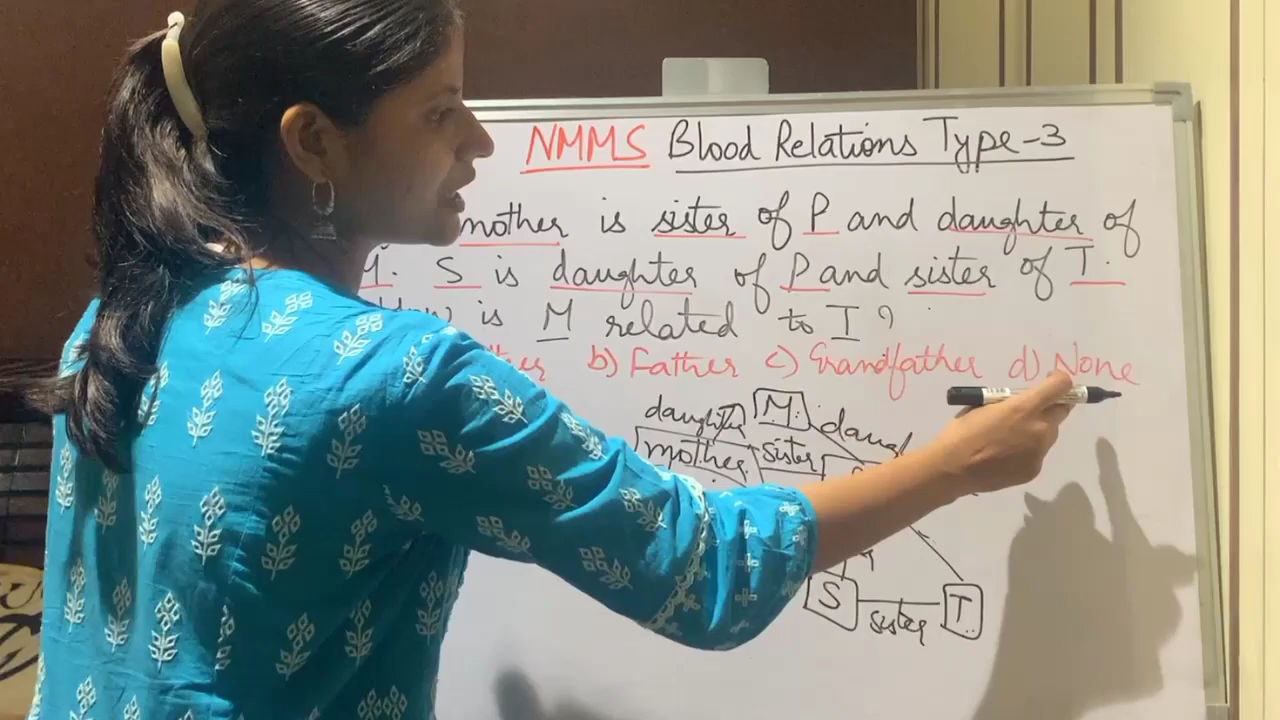 NMMS Blood Relations Type-3
mother is sister of P and daughter of
M. S is daughter of P and sister of T.
is M related to T?
b) Father c) Grandfather d) None
daughter M. daugh
mother sister
S sister T